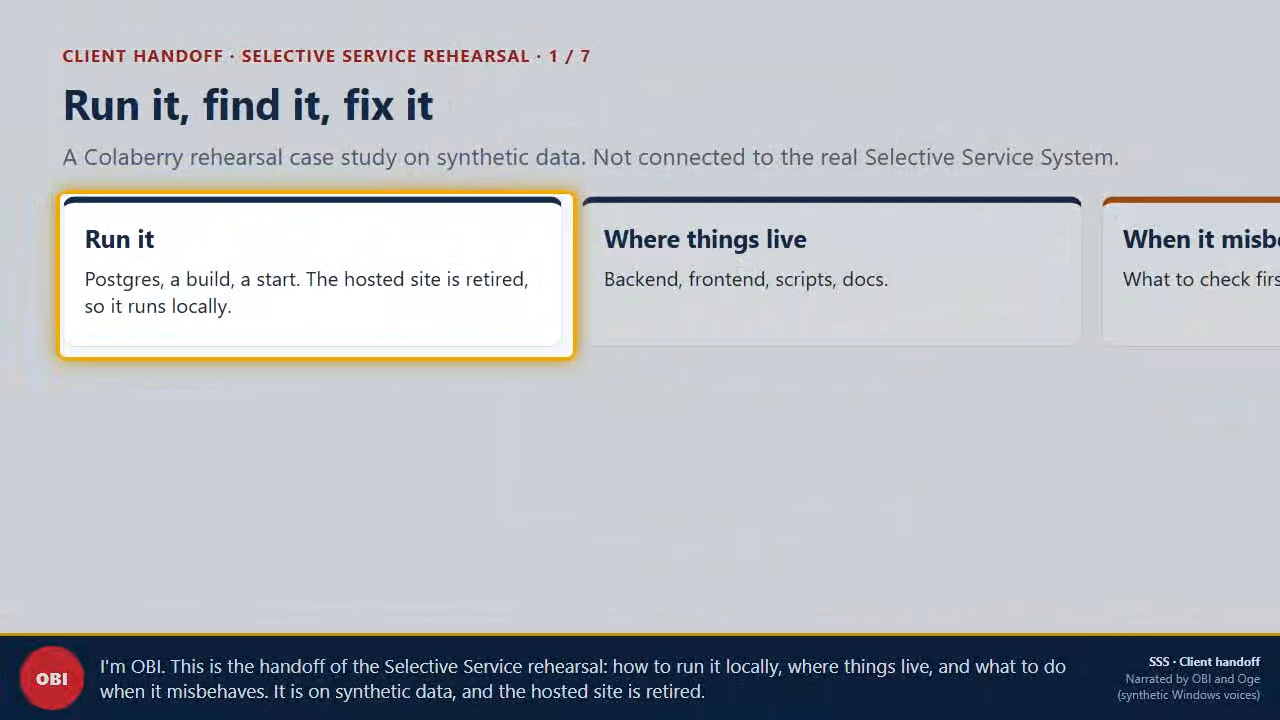 CLIENT HANDOFF · SELECTIVE SERVICE REHEARSAL · 1 / 7
Run it, find it, fix it
A Colaberry rehearsal case study on synthetic data. Not connected to the real Selective Service System.
Run it
Postgres, a build, a start. The hosted site is retired,
so it runs locally.
Where things live
Backend, frontend, scripts, docs.
When it
What to check
OBI
I'm OBI. This is the handoff of the Selective Service rehearsal: how to run it locally, where things live, and what to do
when it misbehaves. It is on synthetic data, and the hosted site is retired.
SSS · Client handoff
Narrated by OBI and Oge
(synthetic Windows voices)